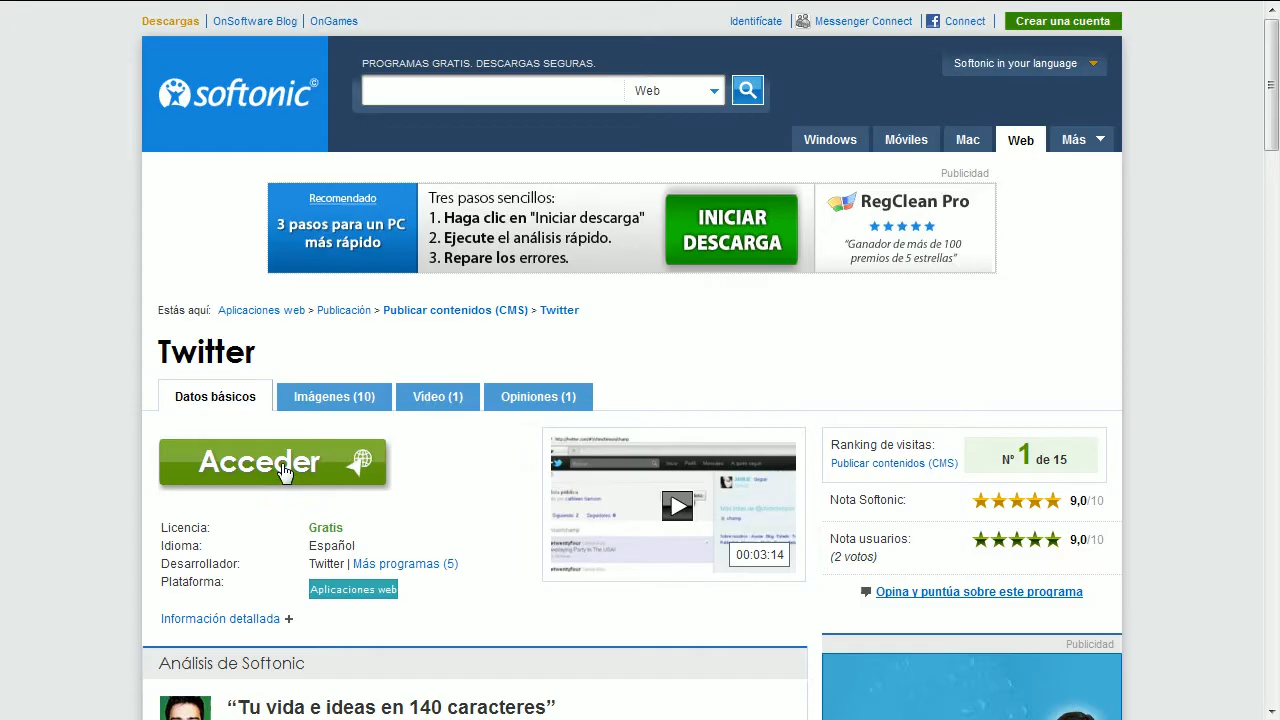 Descargas | OnSoftware Blog | OnGames
Identifícate | Messenger Connect | Connect | Crear una cuenta
softonic
PROGRAMAS GRATIS. DESCARGAS SEGURAS.
Web
Softonic in your language
Windows Móviles Mac Web Más
Publicidad
Recomendado
3 pasos para un PC
más rápido
Tres pasos sencillos:
1. Haga clic en "Iniciar descarga"
2. Ejecute el análisis rápido.
3. Repare los errores.
INICIAR
DESCARGA
RegClean Pro
“Ganador de más de 100
premios de 5 estrellas”
Estás aquí: Aplicaciones web > Publicación > Publicar contenidos (CMS) > Twitter
Twitter
Datos básicos Imágenes (10) Vídeo (1) Opiniones (1)
Acceder
00:03:14
Licencia: Gratis
Idioma: Español
Desarrollador: Twitter | Más programas (5)
Plataforma: Aplicaciones web
Información detallada +
Ranking de visitas:
Publicar contenidos (CMS)
Nº 1 de 15
Nota Softonic: 9,0/10
Nota usuarios: 9,0/10
(2 votos)
Opina y puntúa sobre este programa
Publicidad
Análisis de Softonic
“Tu vida e ideas en 140 caracteres”